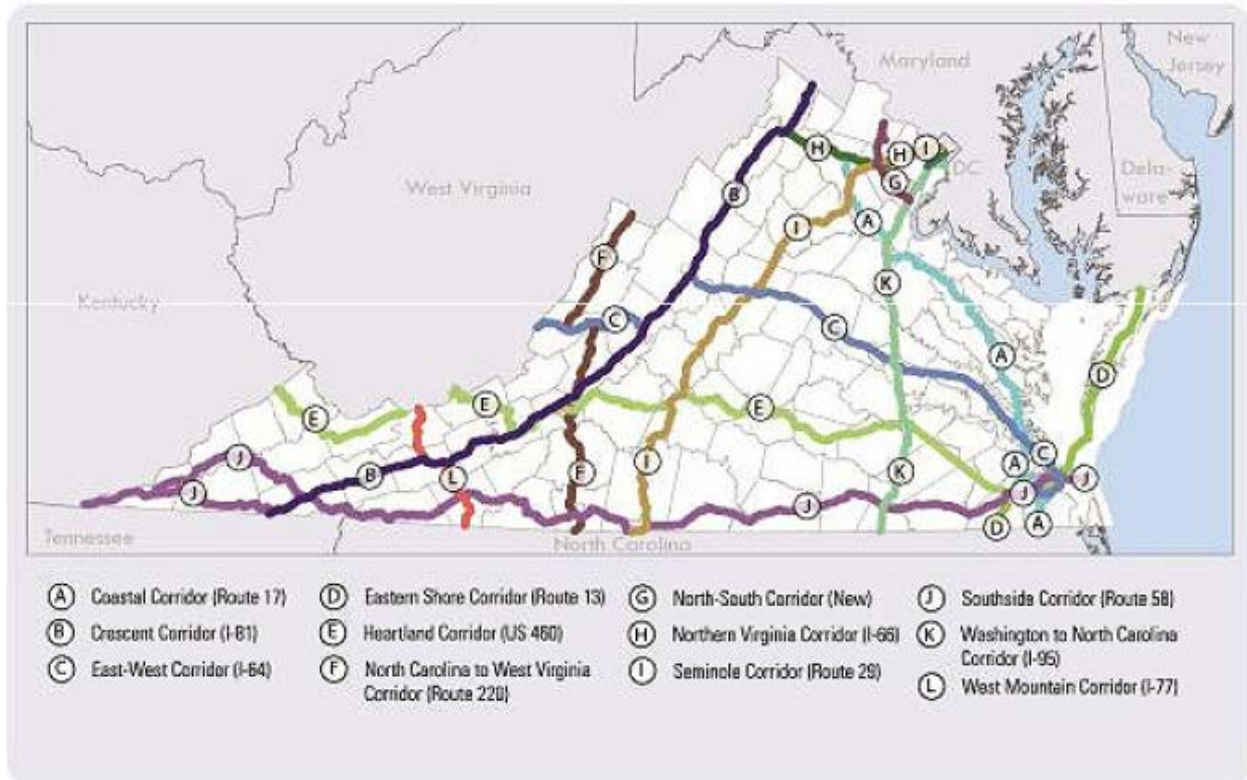 Maryland
New
Jersey
H
H
I
DC
Dela-
ware
West Virginia
B
G
I
A
F
K
Kentucky
C
C
A
D
E
E
E
J
I
K
A
C
B
L
F
J
J
J
J
D
A
Tennessee
North Carolina
A Coastal Corridor (Route 17)
B Crescent Corridor (I-81)
C East-West Corridor (I-64)
D Eastern Shore Corridor (Route 13)
E Heartland Corridor (US 460)
F North Carolina to West Virginia
Corridor (Route 220)
G North-South Corridor (New)
H Northern Virginia Corridor (I-66)
I Seminole Corridor (Route 29)
J Southside Corridor (Route 58)
K Washington to North Carolina
Corridor (I-95)
L West Mountain Corridor (I-77)